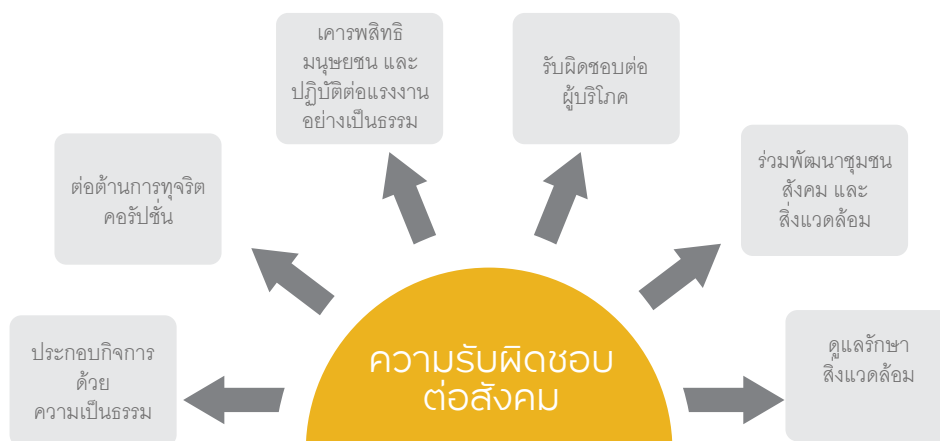 เคารพสิทธิ
มนุษยชน และ
ปฏิบัติต่อแรงงาน
อย่างเป็นธรรม
รับผิดชอบต่อ
ผู้บริโภค
ต่อต้านการทุจริต
คอรัปชั่น
ร่วมพัฒนาชุมชน
สังคม และ
สิ่งแวดล้อม
ประกอบกิจการ
ด้วย
ความเป็นธรรม
ความรับผิดชอบ
ต่อสังคม
ดูแลรักษา
สิ่งแวดล้อม